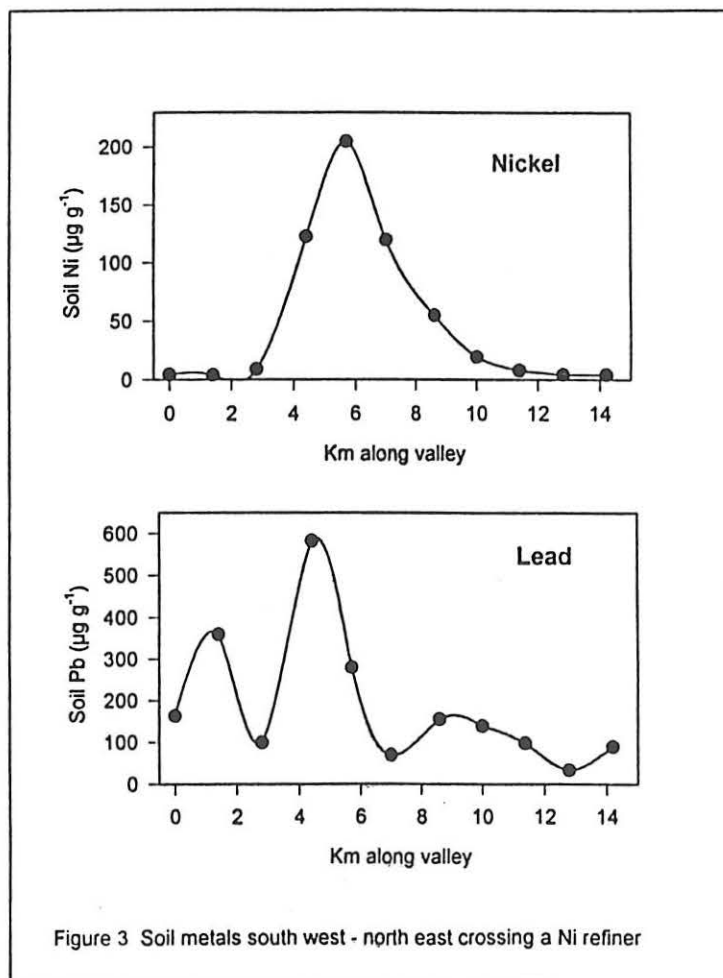 Nickel
Soil Ni (µg g⁻¹)
200
150
100
50
0
0 2 4 6 8 10 12 14
Km along valley
Lead
Soil Pb (µg g⁻¹)
600
500
400
300
200
100
0
0 2 4 6 8 10 12 14
Km along valley
Figure 3 Soil metals south west - north east crossing a Ni refiner